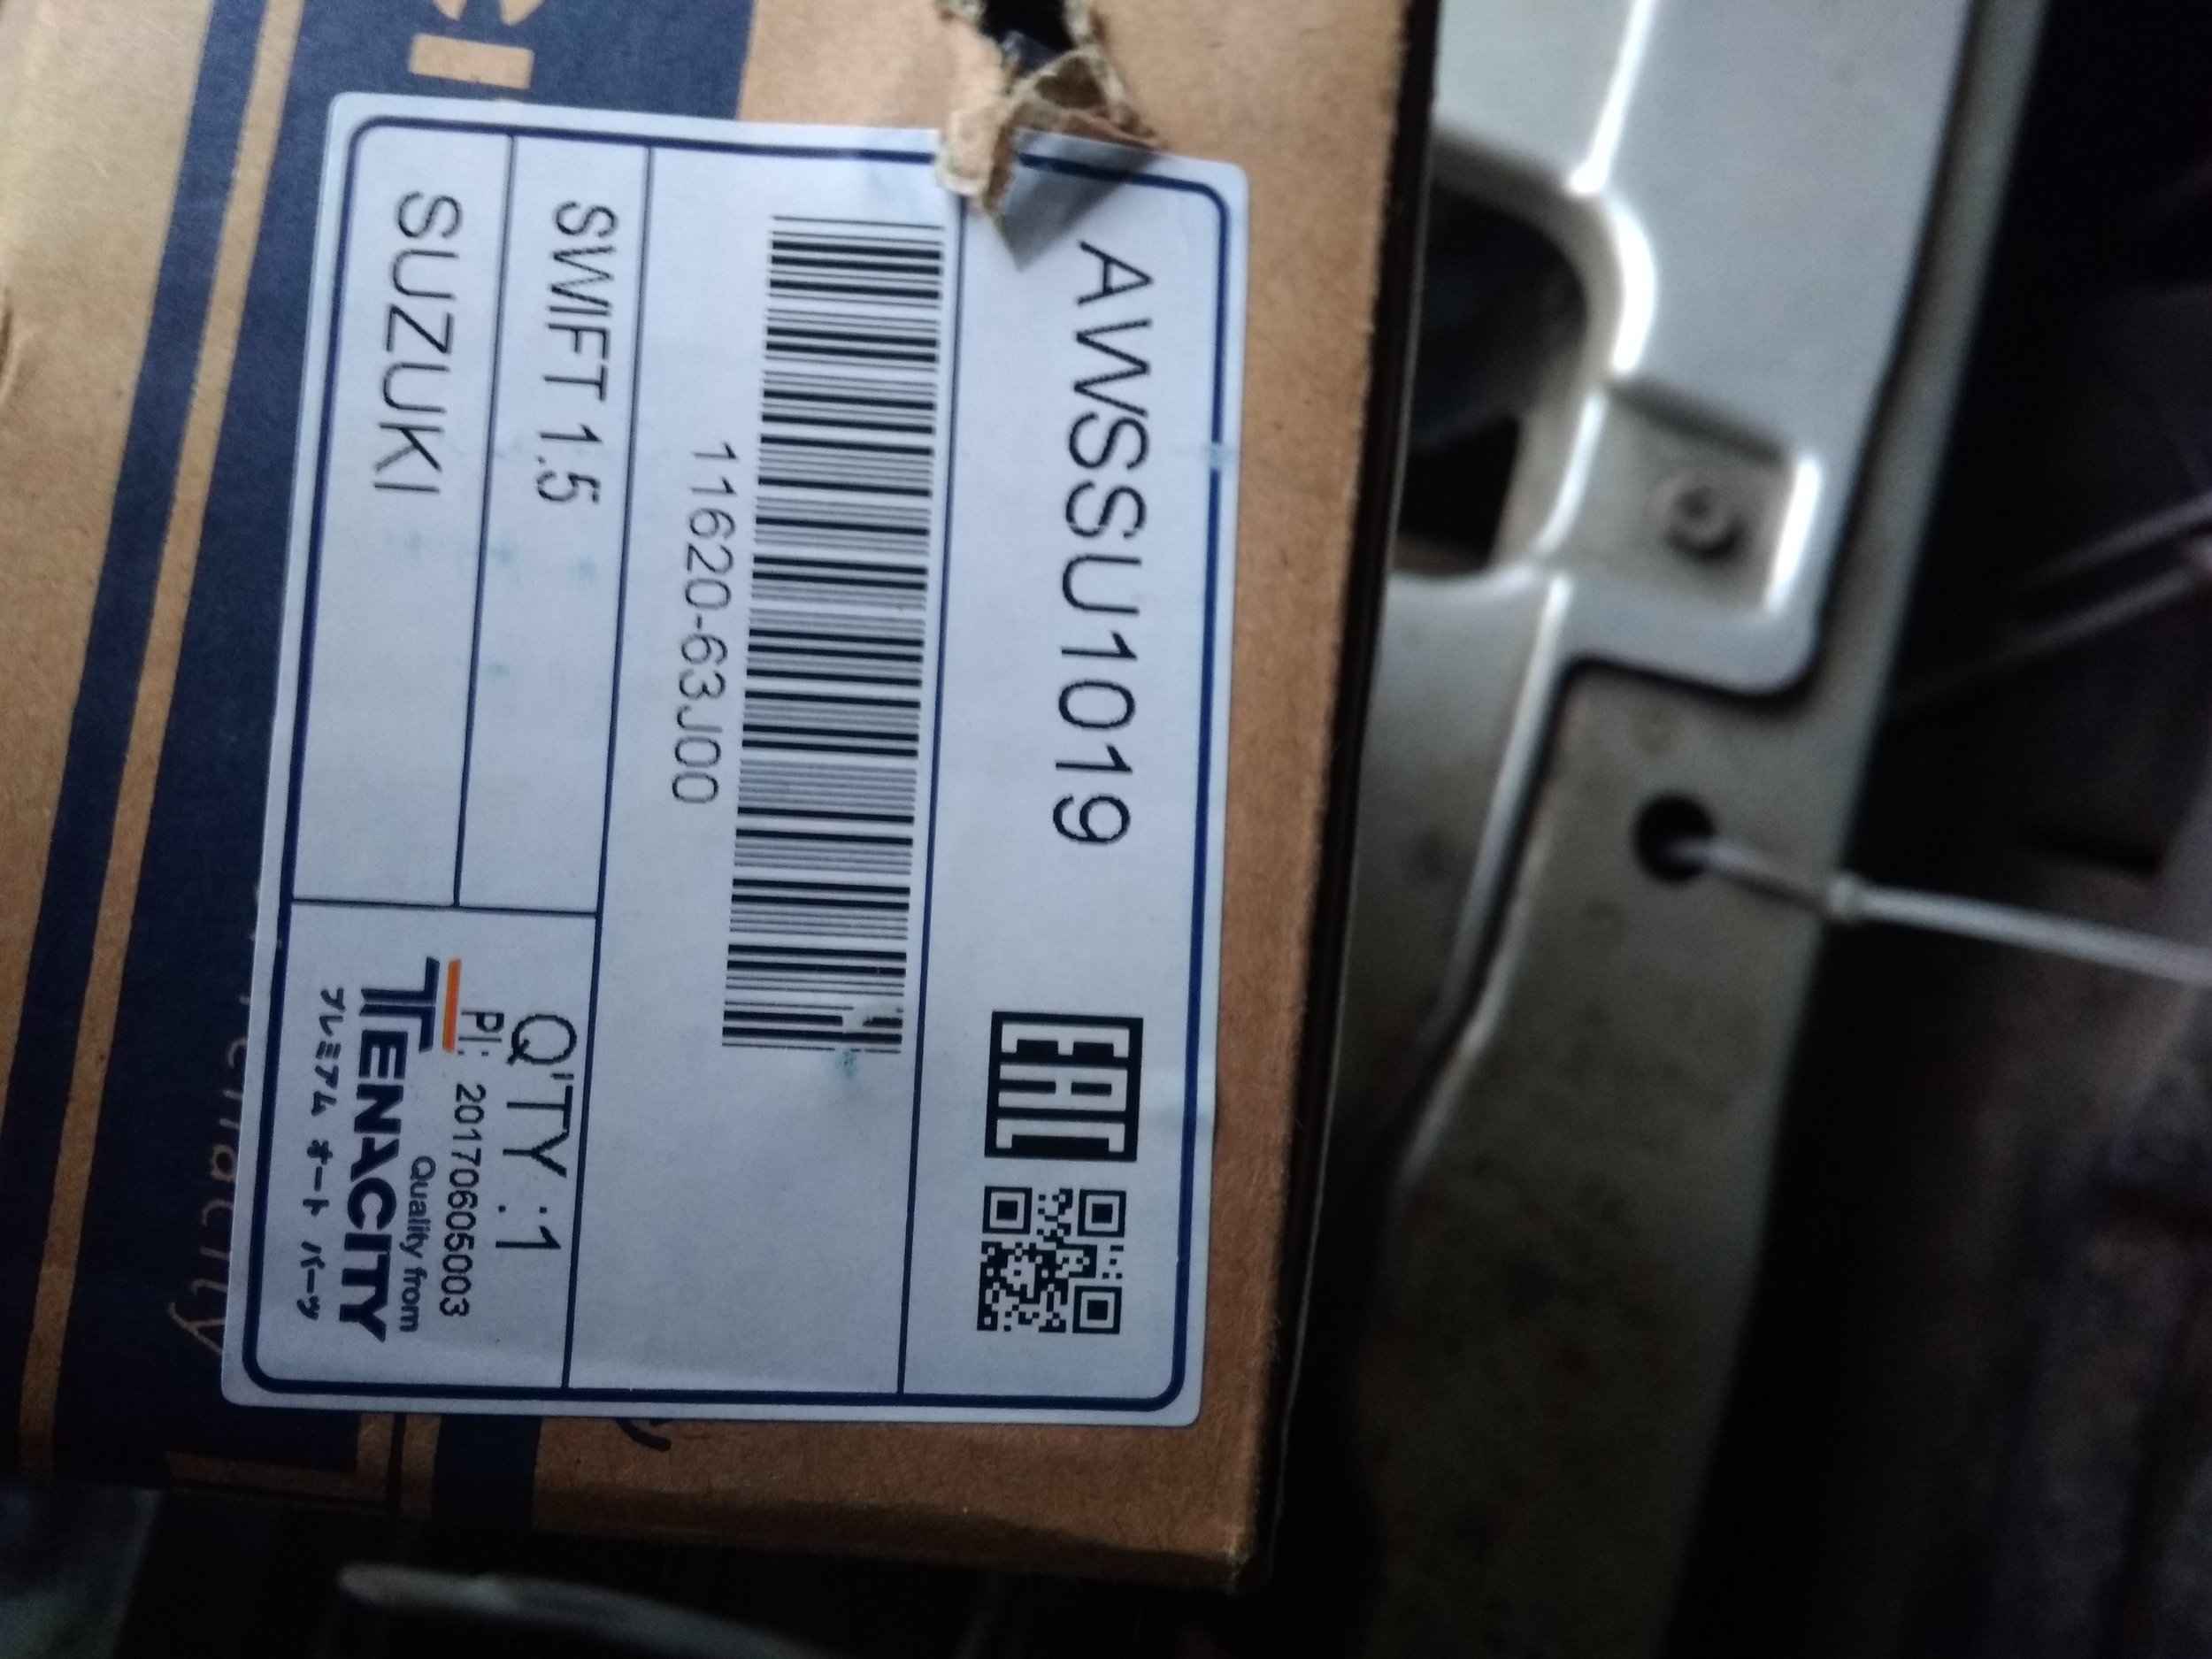 AWSSU1019
EAC
11620-63J00
SWIFT 1.5
SUZUKI
Q'TY :1
PI: 20170605003
Quality from
TENACITY
プレミアム オート パーツ